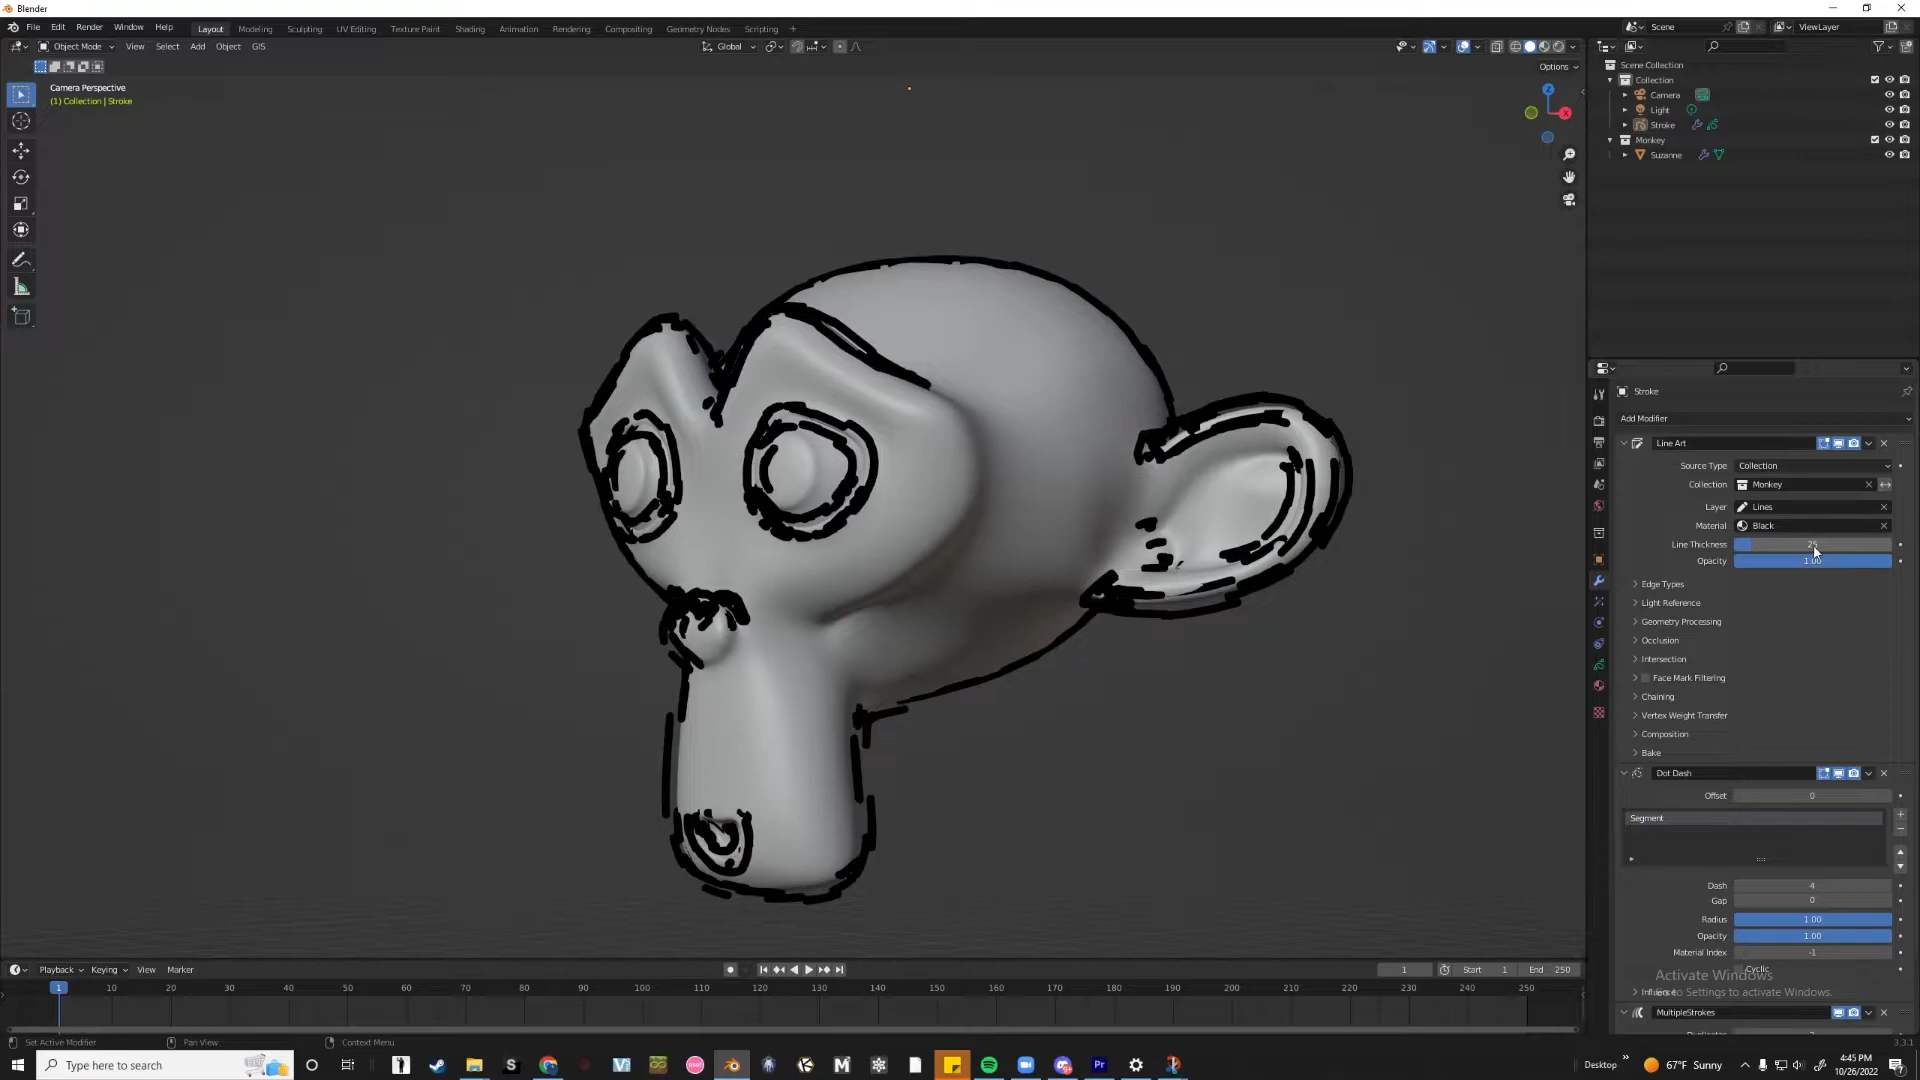 Blender
File Edit Render Window Help
Layout Modeling Sculpting UV Editing Texture Paint Shading Animation Rendering Compositing Geometry Nodes Scripting +
Scene ViewLayer
Object Mode View Select Add Object GIS
Global
Options
Camera Perspective
(1) Collection | Stroke
Z
X
Scene Collection
Collection
Camera
Light
Stroke
Monkey
Suzanne
Stroke
Add Modifier
Line Art
Source Type Collection
Collection Monkey
Layer Lines
Material Black
Line Thickness 25
Opacity 1.00
Edge Types
Light Reference
Geometry Processing
Occlusion
Intersection
Face Mark Filtering
Chaining
Vertex Weight Transfer
Composition
Bake
Dot Dash
Offset 0
Segment
Dash 4
Gap 0
Radius 1.00
Opacity 1.00
Material Index -1
Cyclic
Activate Windows
Go to Settings to activate Windows.
MultipleStrokes
Playback Keying View Marker
1 Start 1 End 250
1 10 20 30 40 50 60 70 80 90 100 110 120 130 140 150 160 170 180 190 200 210 220 230 240 250
Set Active Modifier Pan View Context Menu
3.3.1
Type here to search
Desktop
67°F Sunny
4:45 PM
10/26/2022